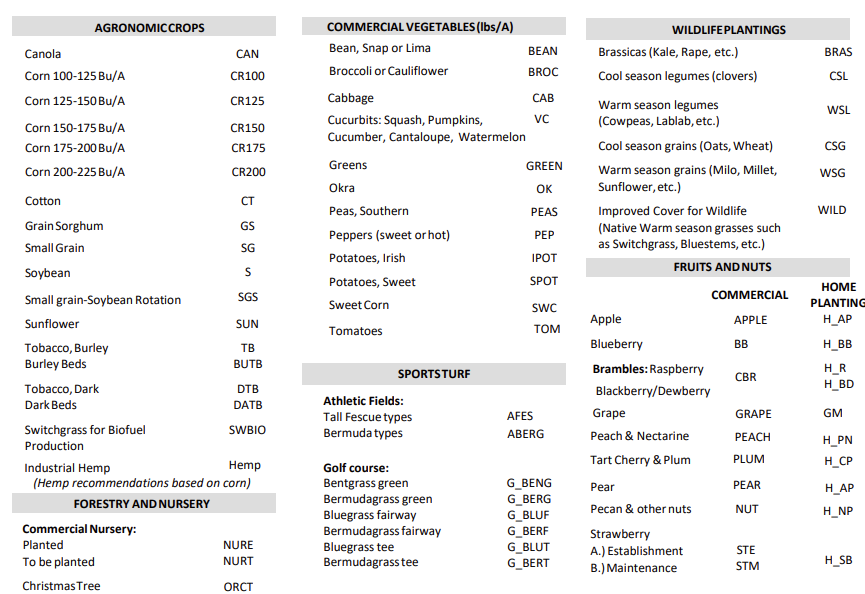 AGRONOMIC CROPS
Canola CAN
Corn 100-125 Bu/A CR100
Corn 125-150 Bu/A CR125
Corn 150-175 Bu/A CR150
Corn 175-200 Bu/A CR175
Corn 200-225 Bu/A CR200
Cotton CT
Grain Sorghum GS
Small Grain SG
Soybean S
Small grain-Soybean Rotation SGS
Sunflower SUN
Tobacco, Burley TB
Burley Beds BUTB
Tobacco, Dark DTB
Dark Beds DATB
Switchgrass for Biofuel SWBIO
Production
Industrial Hemp Hemp
(Hemp recommendations based on corn)
FORESTRY AND NURSERY
Commercial Nursery:
Planted NURE
To be planted NURT
Christmas Tree ORCT
COMMERCIAL VEGETABLES (lbs/A)
Bean, Snap or Lima BEAN
Broccoli or Cauliflower BROC
Cabbage CAB
Cucurbits: Squash, Pumpkins, VC
Cucumber, Cantaloupe, Watermelon
Greens GREEN
Okra OK
Peas, Southern PEAS
Peppers (sweet or hot) PEP
Potatoes, Irish IPOT
Potatoes, Sweet SPOT
Sweet Corn SWC
Tomatoes TOM
SPORTS TURF
Athletic Fields:
Tall Fescue types AFES
Bermuda types ABERG
Golf course:
Bentgrass green G_BENG
Bermudagrass green G_BERG
Bluegrass fairway G_BLUF
Bermudagrass fairway G_BERF
Bluegrass tee G_BLUT
Bermudagrass tee G_BERT
WILDLIFE PLANTINGS
Brassicas (Kale, Rape, etc.) BRAS
Cool season legumes (clovers) CSL
Warm season legumes WSL
(Cowpeas, Lablab, etc.)
Cool season grains (Oats, Wheat) CSG
Warm season grains (Milo, Millet, WSG
Sunflower, etc.)
Improved Cover for Wildlife WILD
(Native Warm season grasses such
as Switchgrass, Bluestems, etc.)
FRUITS AND NUTS
COMMERCIAL HOME
PLANTING
Apple APPLE H_AP
Blueberry BB H_BB
Brambles: Raspberry CBR H_R
Blackberry/Dewberry H_BD
Grape GRAPE GM
Peach & Nectarine PEACH H_PN
Tart Cherry & Plum PLUM H_CP
Pear PEAR H_AP
Pecan & other nuts NUT H_NP
Strawberry
A.) Establishment STE H_SB
B.) Maintenance STM